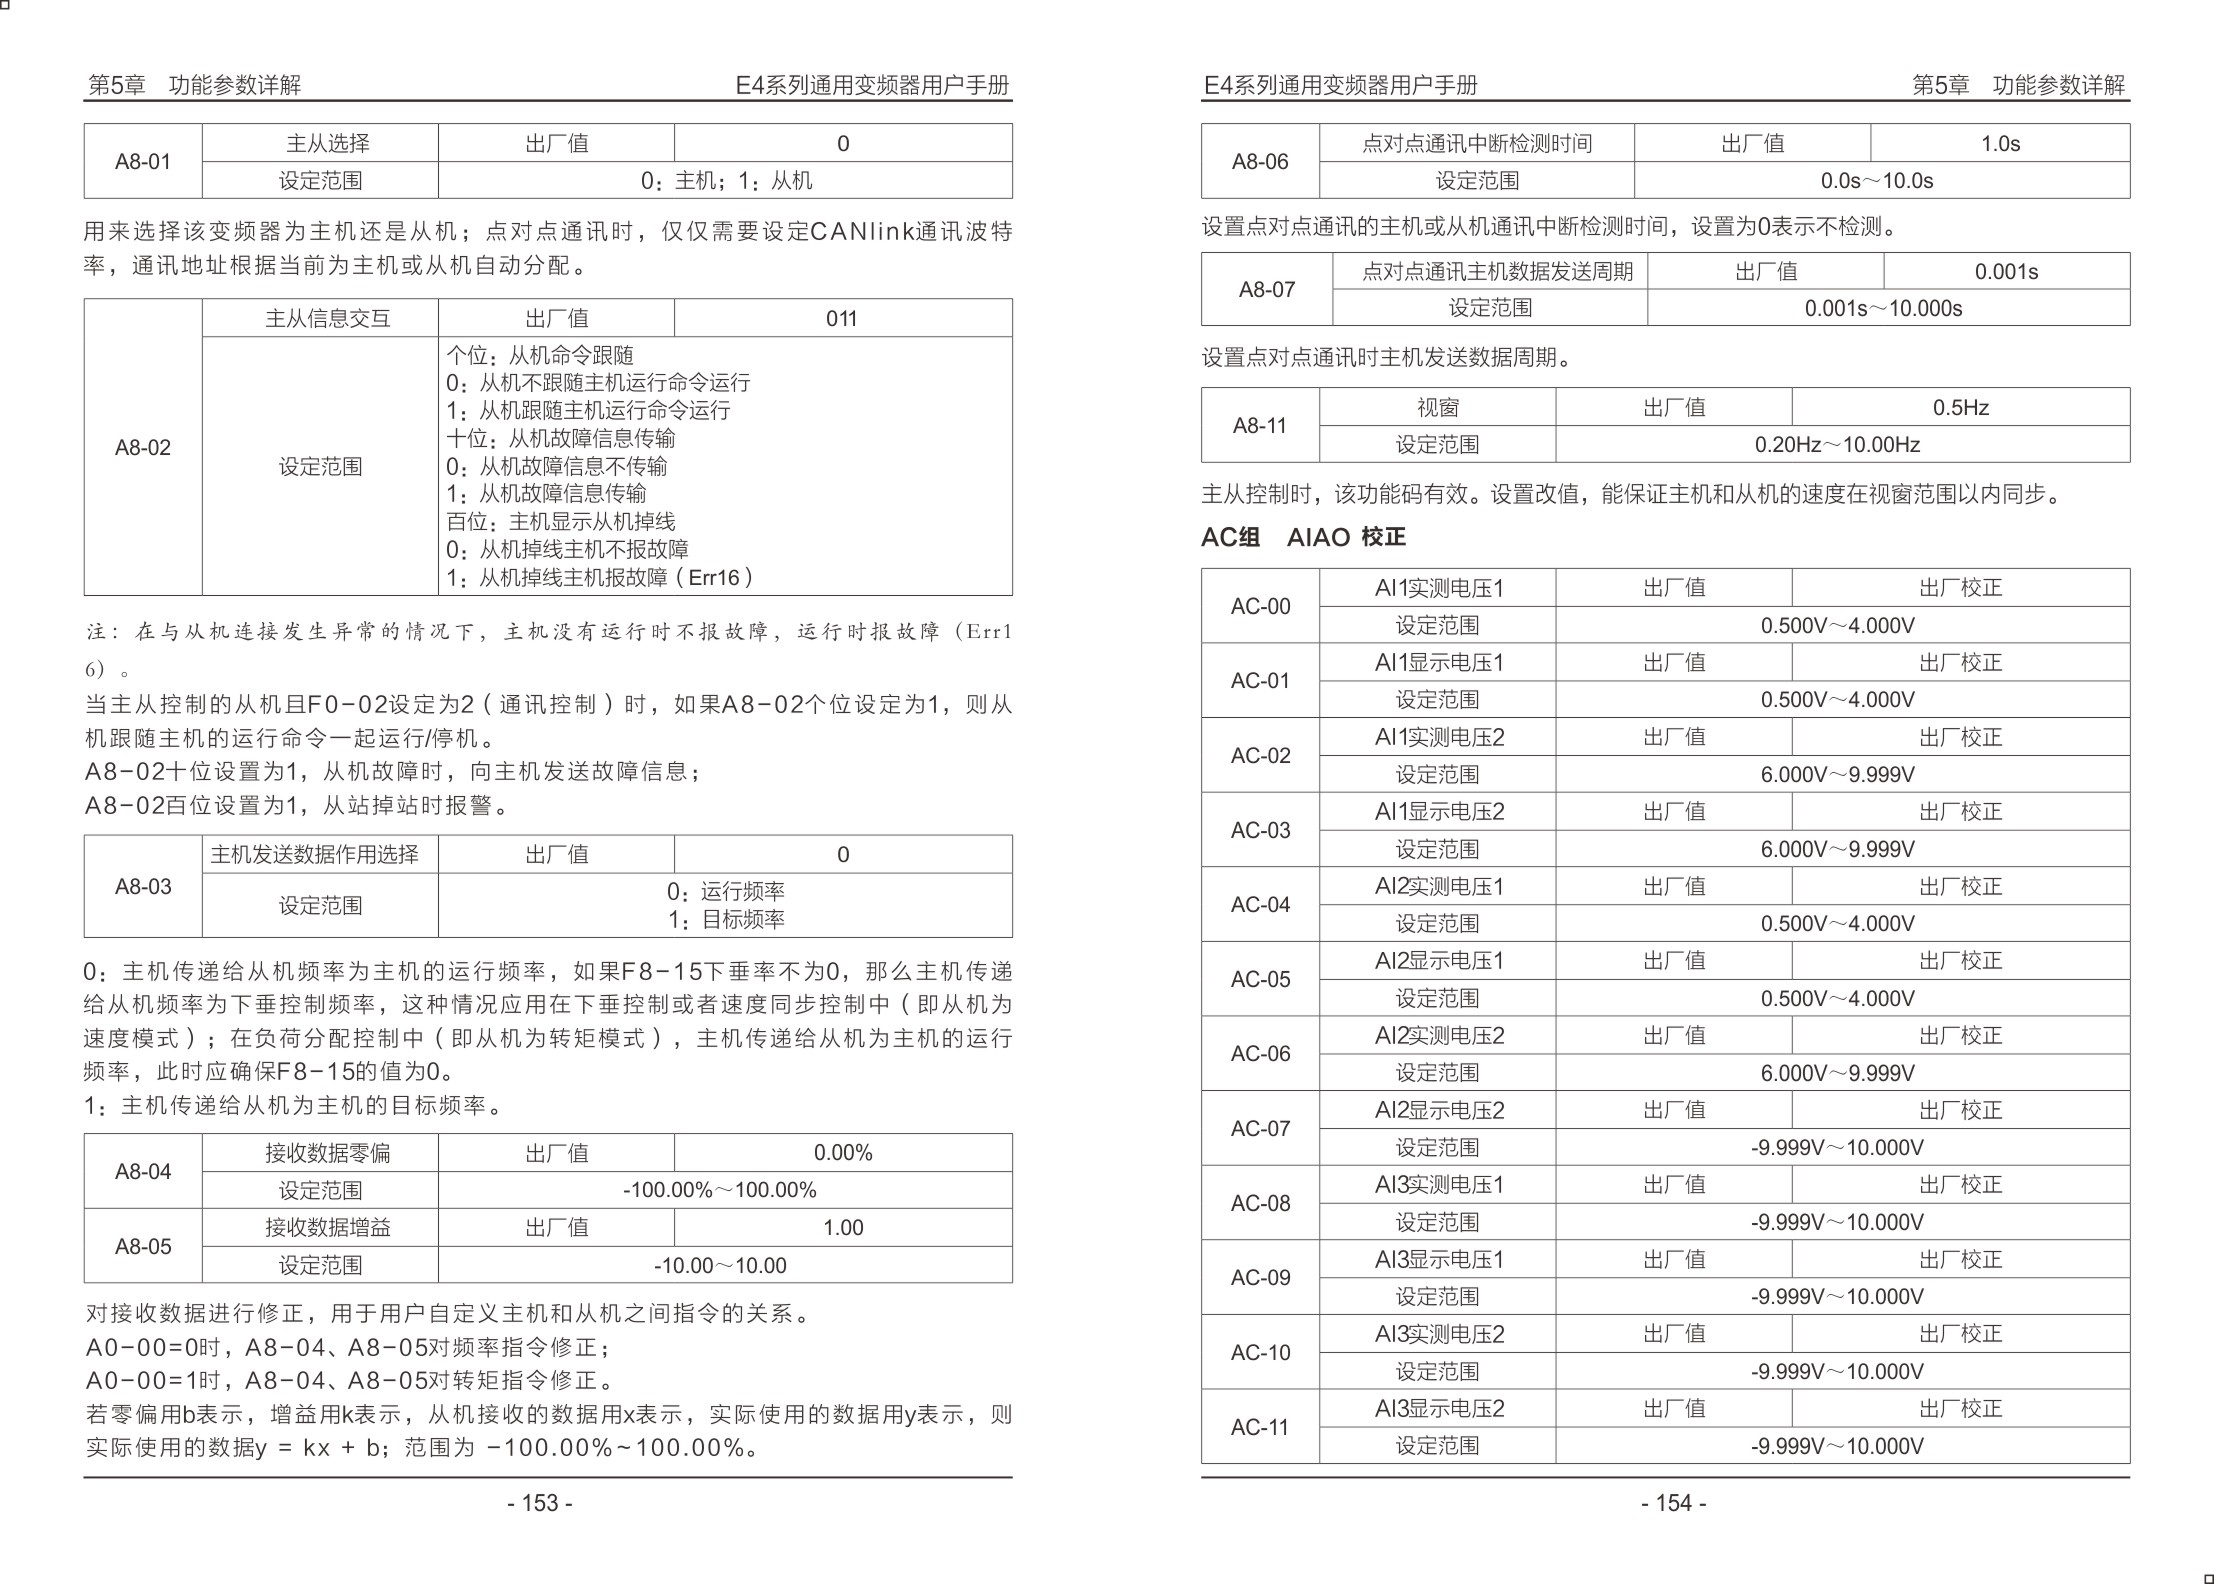 第5章　功能参数详解　E4系列通用变频器用户手册
A8-01　主从选择　出厂值　0
设定范围　0：主机；1：从机
用来选择该变频器为主机还是从机；点对点通讯时，仅仅需要设定CANlink通讯波特
率，通讯地址根据当前为主机或从机自动分配。
A8-02　主从信息交互　出厂值　011
设定范围
个位：从机命令跟随
0：从机不跟随主机运行命令运行
1：从机跟随主机运行命令运行
十位：从机故障信息传输
0：从机故障信息不传输
1：从机故障信息传输
百位：主机显示从机掉线
0：从机掉线主机不报故障
1：从机掉线主机报故障（Err16）
注：在与从机连接发生异常的情况下，主机没有运行时不报故障，运行时报故障（Err1
6）。
当主从控制的从机且F0-02设定为2（通讯控制）时，如果A8-02个位设定为1，则从
机跟随主机的运行命令一起运行/停机。
A8-02十位设置为1，从机故障时，向主机发送故障信息；
A8-02百位设置为1，从站掉站时报警。
A8-03　主机发送数据作用选择　出厂值　0
设定范围　0：运行频率
1：目标频率
0：主机传递给从机频率为主机的运行频率，如果F8-15下垂率不为0，那么主机传递
给从机频率为下垂控制频率，这种情况应用在下垂控制或者速度同步控制中（即从机为
速度模式）；在负荷分配控制中（即从机为转矩模式），主机传递给从机为主机的运行
频率，此时应确保F8-15的值为0。
1：主机传递给从机为主机的目标频率。
A8-04　接收数据零偏　出厂值　0.00%
设定范围　-100.00%～100.00%
A8-05　接收数据增益　出厂值　1.00
设定范围　-10.00～10.00
对接收数据进行修正，用于用户自定义主机和从机之间指令的关系。
A0-00=0时，A8-04、A8-05对频率指令修正；
A0-00=1时，A8-04、A8-05对转矩指令修正。
若零偏用b表示，增益用k表示，从机接收的数据用x表示，实际使用的数据用y表示，则
实际使用的数据y = kx + b；范围为 -100.00%~100.00%。
- 153 -
E4系列通用变频器用户手册　第5章　功能参数详解
A8-06　点对点通讯中断检测时间　出厂值　1.0s
设定范围　0.0s～10.0s
设置点对点通讯的主机或从机通讯中断检测时间，设置为0表示不检测。
A8-07　点对点通讯主机数据发送周期　出厂值　0.001s
设定范围　0.001s～10.000s
设置点对点通讯时主机发送数据周期。
A8-11　视窗　出厂值　0.5Hz
设定范围　0.20Hz～10.00Hz
主从控制时，该功能码有效。设置改值，能保证主机和从机的速度在视窗范围以内同步。
AC组　AIAO 校正
AC-00　AI1实测电压1　出厂值　出厂校正
设定范围　0.500V～4.000V
AC-01　AI1显示电压1　出厂值　出厂校正
设定范围　0.500V～4.000V
AC-02　AI1实测电压2　出厂值　出厂校正
设定范围　6.000V～9.999V
AC-03　AI1显示电压2　出厂值　出厂校正
设定范围　6.000V～9.999V
AC-04　AI2实测电压1　出厂值　出厂校正
设定范围　0.500V～4.000V
AC-05　AI2显示电压1　出厂值　出厂校正
设定范围　0.500V～4.000V
AC-06　AI2实测电压2　出厂值　出厂校正
设定范围　6.000V～9.999V
AC-07　AI2显示电压2　出厂值　出厂校正
设定范围　-9.999V～10.000V
AC-08　AI3实测电压1　出厂值　出厂校正
设定范围　-9.999V～10.000V
AC-09　AI3显示电压1　出厂值　出厂校正
设定范围　-9.999V～10.000V
AC-10　AI3实测电压2　出厂值　出厂校正
设定范围　-9.999V～10.000V
AC-11　AI3显示电压2　出厂值　出厂校正
设定范围　-9.999V～10.000V
- 154 -